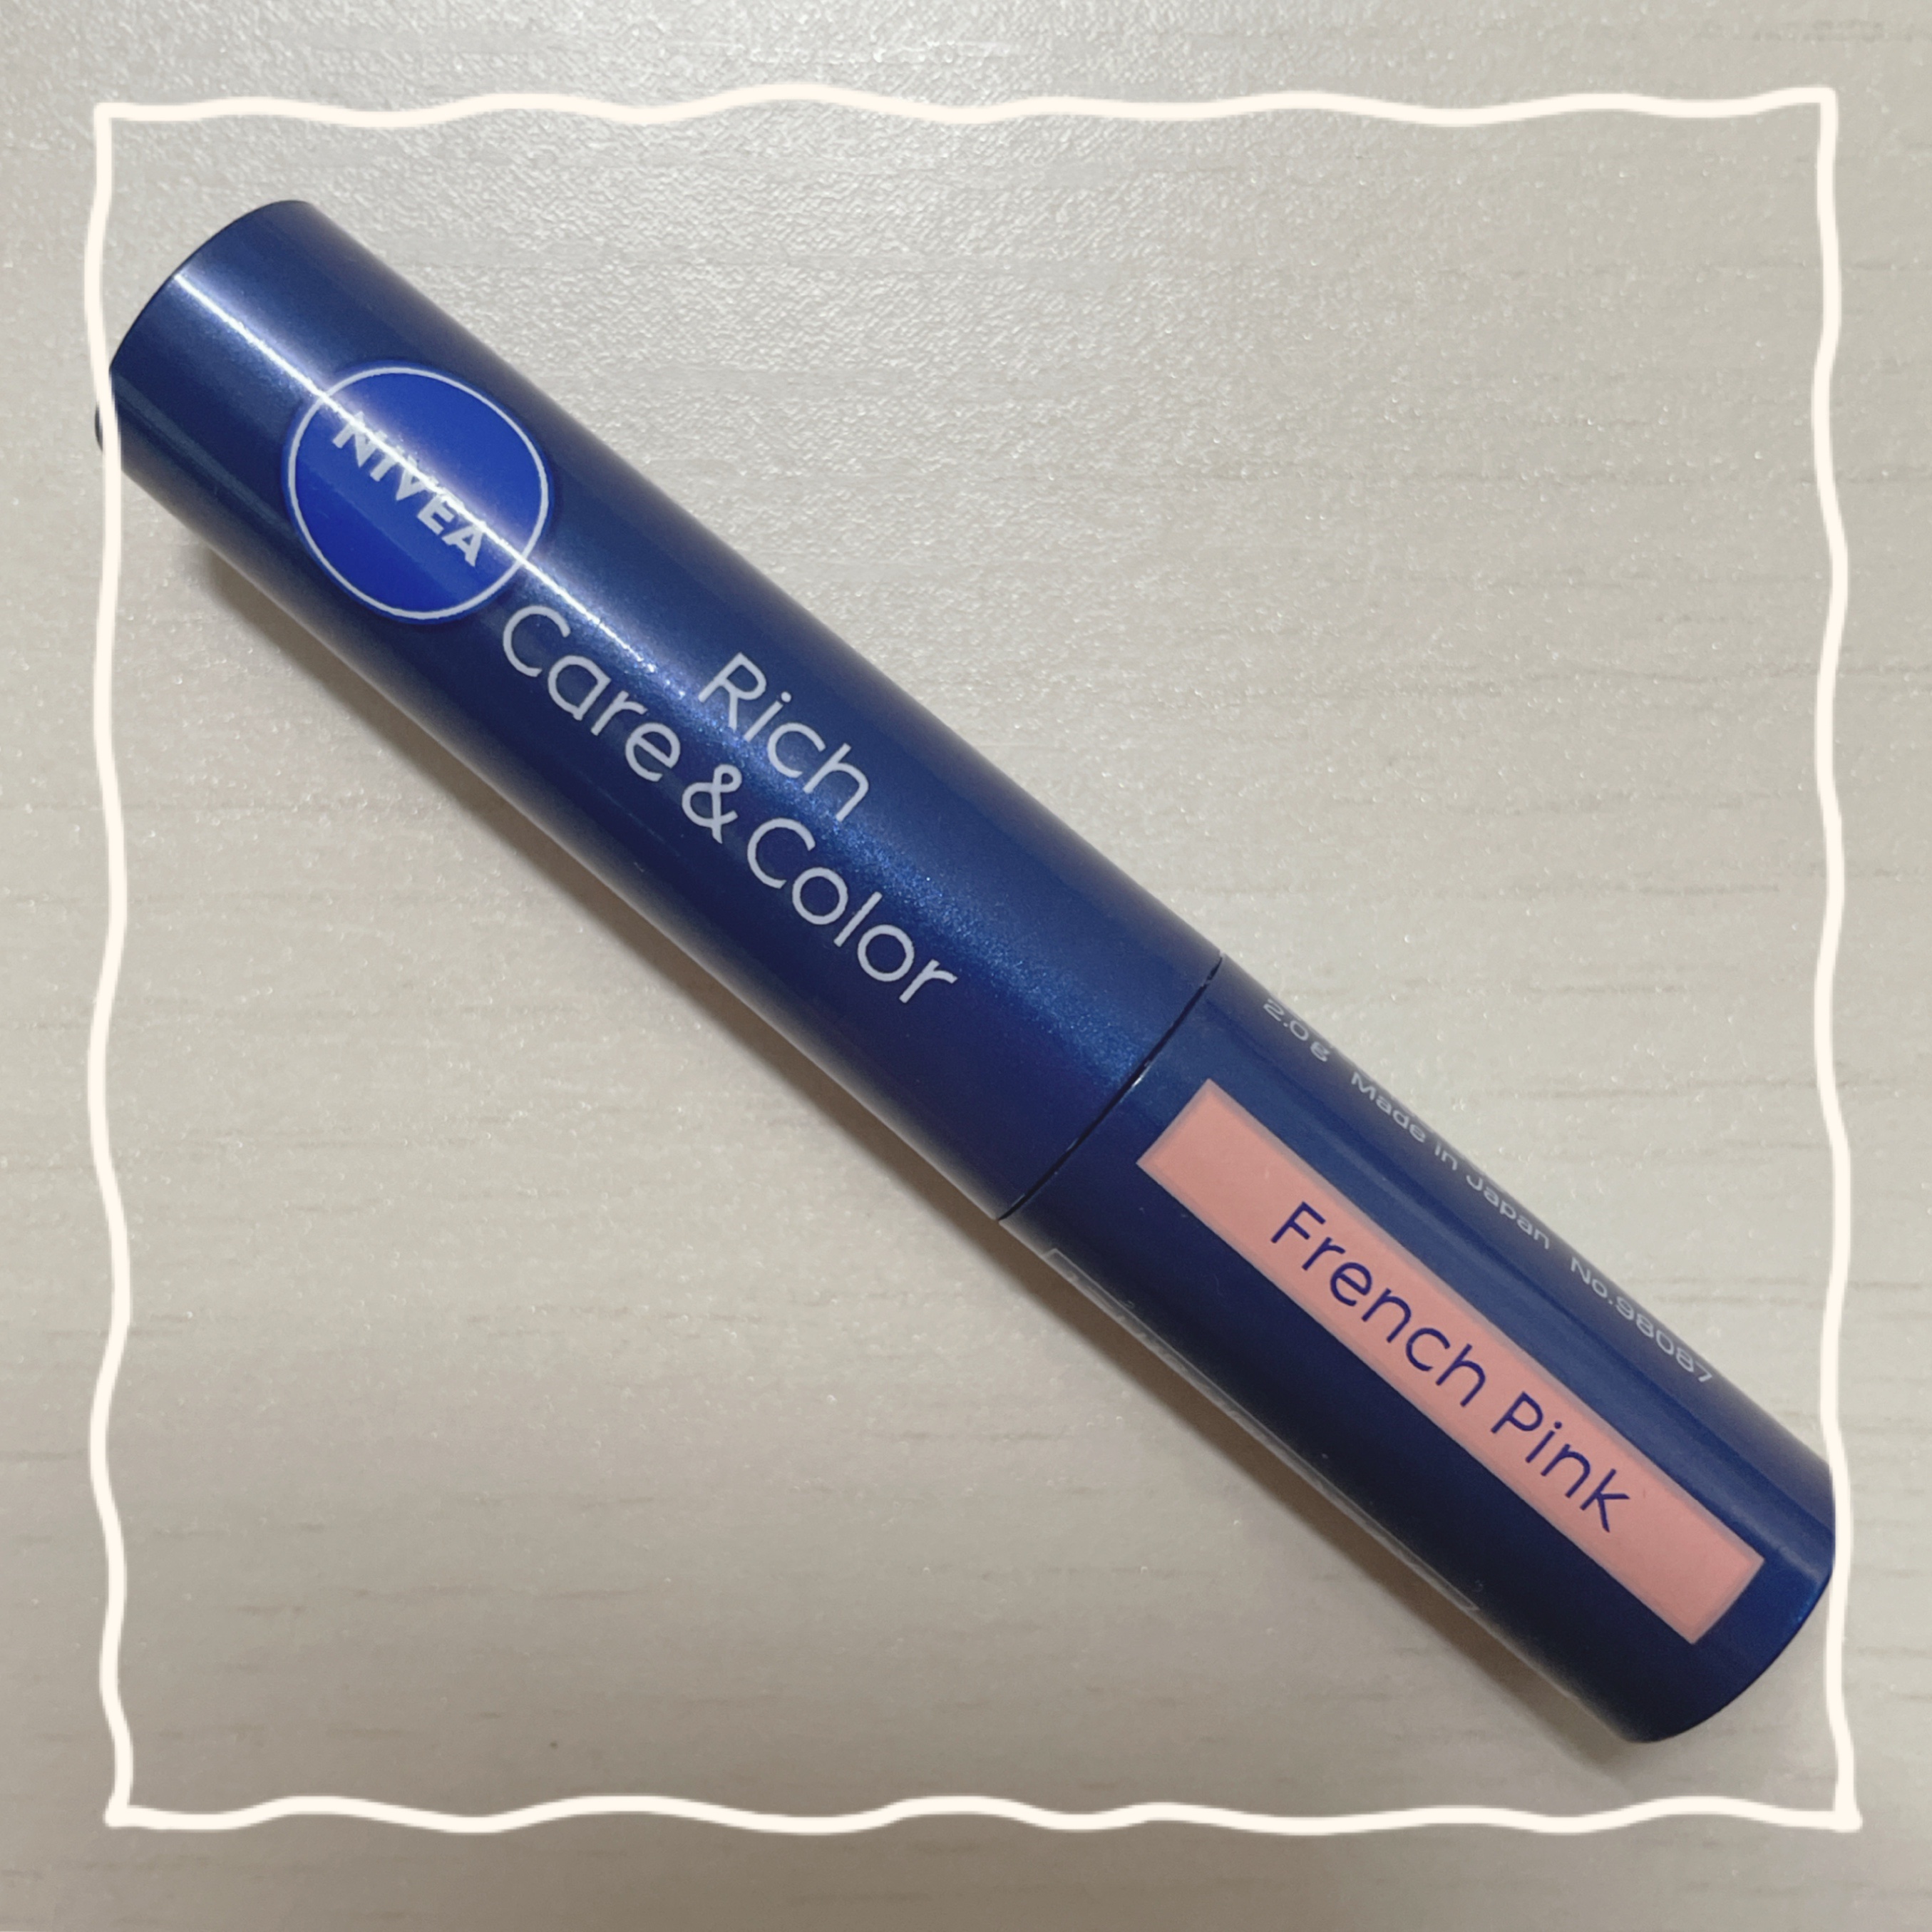 NIVEA
Rich
Care & Color
2.0g Made in Japan No.98087
French Pink